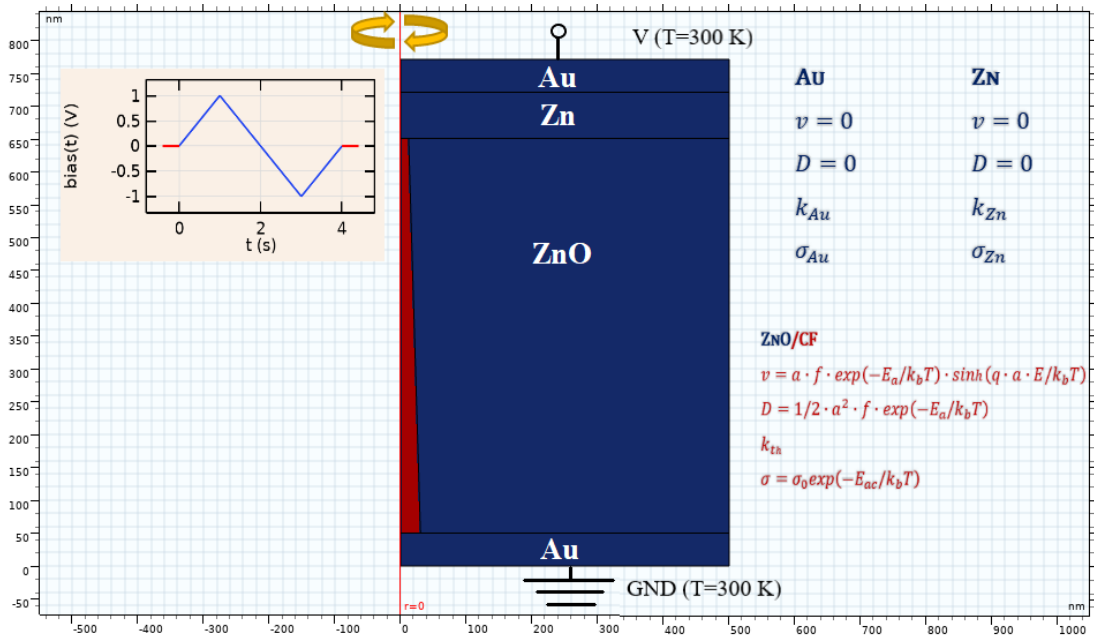 nm
800
750
700
650
600
550
500
450
400
350
300
250
200
150
100
50
0
-50
bias(t) (V)
1
0.5
0
-0.5
-1
0
2
4
t (s)
V (T=300 K)
Au
Zn
ZnO
Au
GND (T=300 K)
r=0
AU
v = 0
D = 0
k_Au
σ_Au
ZN
v = 0
D = 0
k_Zn
σ_Zn
ZNO/CF
v = a · f · exp(−E_a/k_bT) · sinh(q · a · E/k_bT)
D = 1/2 · a² · f · exp(−E_a/k_bT)
k_th
σ = σ₀exp(−E_ac/k_bT)
nm
-500
-400
-300
-200
-100
0
100
200
300
400
500
600
700
800
900
1000